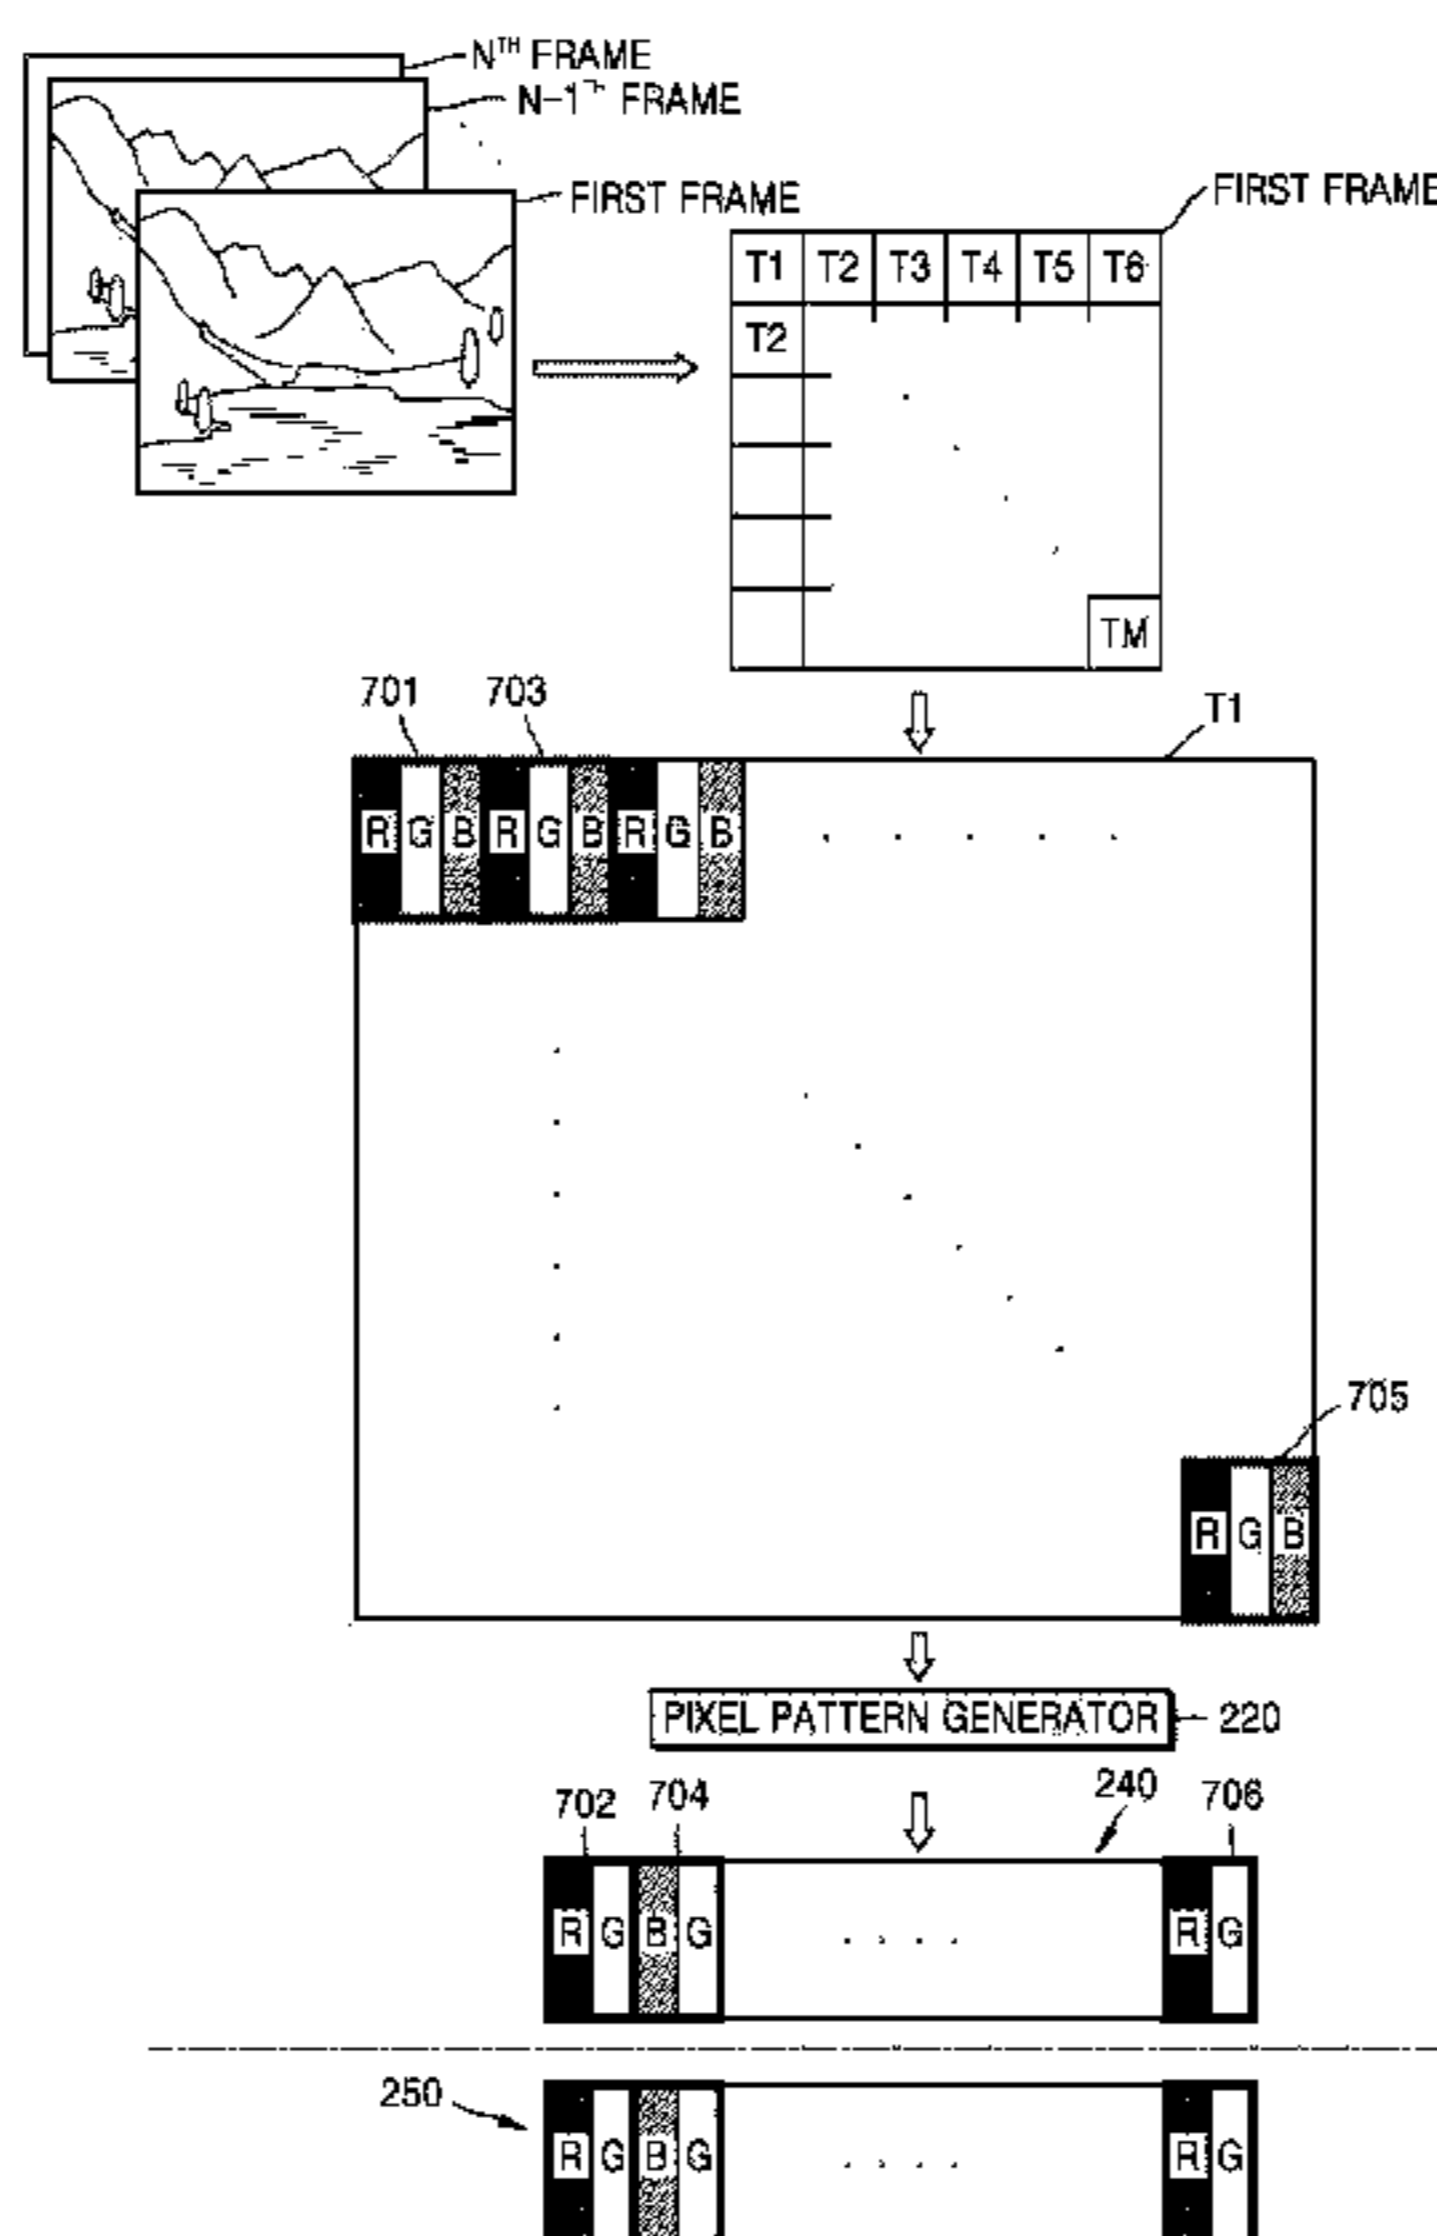 NTH FRAME
N-1TH FRAME
FIRST FRAME
FIRST FRAME
T1 T2 T3 T4 T5 T6
T2
TM
701 703
T1
R G B R G B R G B
705
R G B
PIXEL PATTERN GENERATOR 220
702 704 240 706
R G B G R G
250
R G B G R G